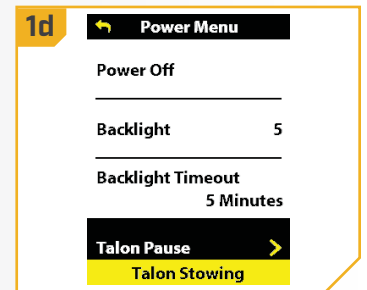 1d
Power Menu
Power Off
Backlight 5
Backlight Timeout
5 Minutes
Talon Pause
Talon Stowing